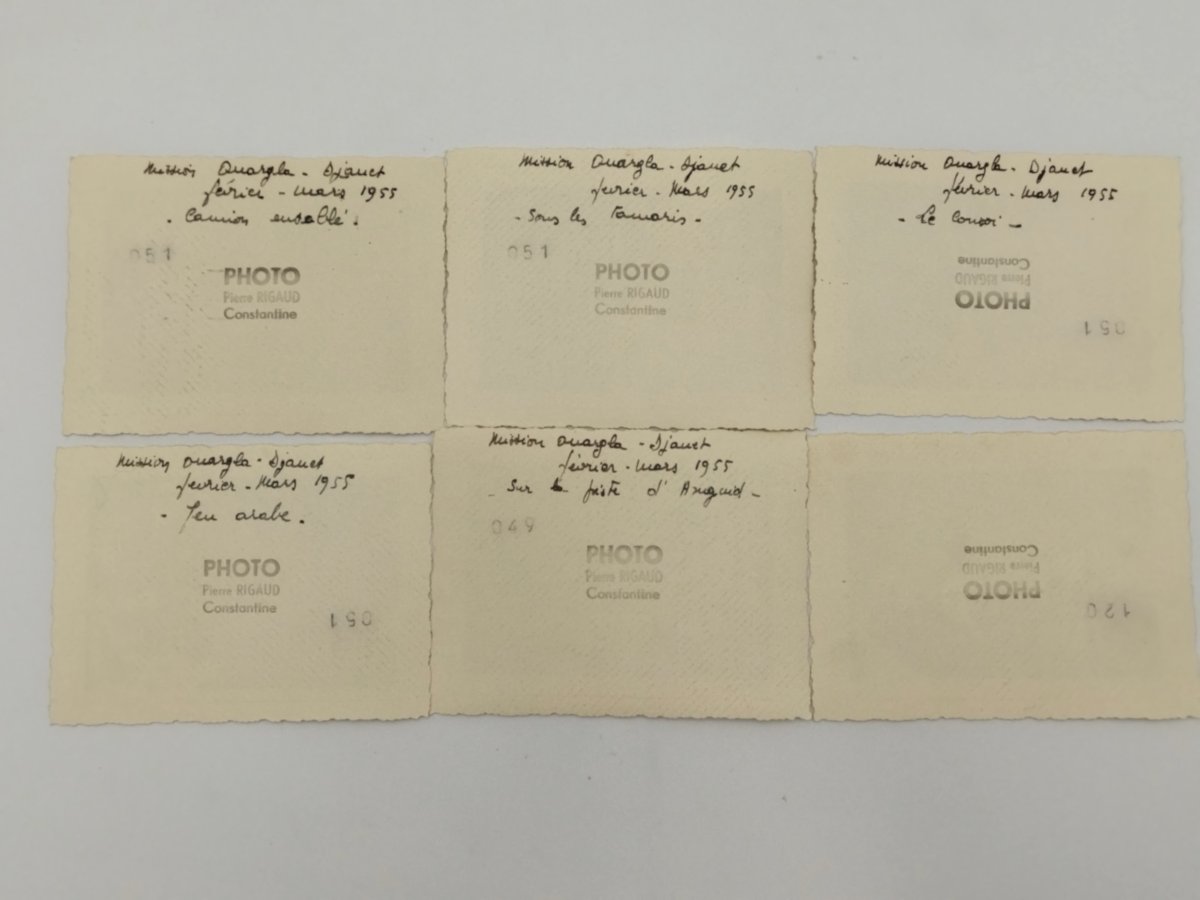 Mission Ouargla - Djanet
février - Mars 1955
- Camion ensablé.
051
PHOTO
Pierre RIGAUD
Constantine
Mission Ouargla - Djanet
février - Mars 1955
- Sous les Tamaris -
051
PHOTO
Pierre RIGAUD
Constantine
Mission Ouargla - Djanet
février - Mars 1955
- Le convoi -
PHOTO
Pierre RIGAUD
Constantine
051
Mission Ouargla - Djanet
février - Mars 1955
- Jeu arabe.
PHOTO
Pierre RIGAUD
Constantine
051
Mission Ouargla - Djanet
février - Mars 1955
- Sur la piste d'Amguid -
PHOTO
Pierre RIGAUD
Constantine
PHOTO
Pierre RIGAUD
Constantine
120